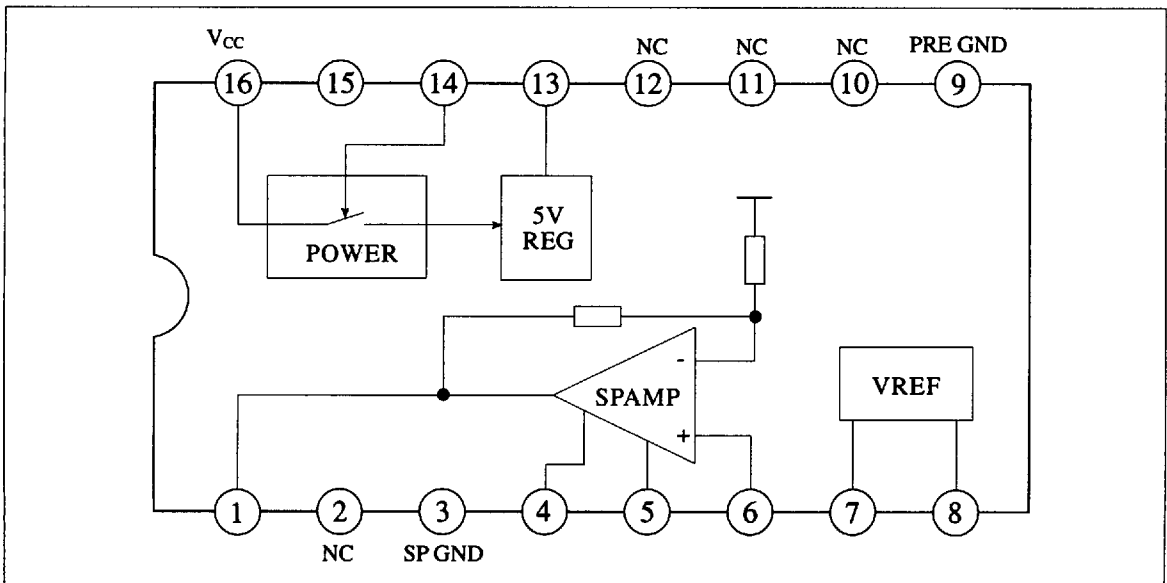 V_CC NC NC NC PRE GND
16 15 14 13 12 11 10 9
5V
REG
POWER
-
SPAMP
VREF
+
1 2 3 4 5 6 7 8
NC SP GND